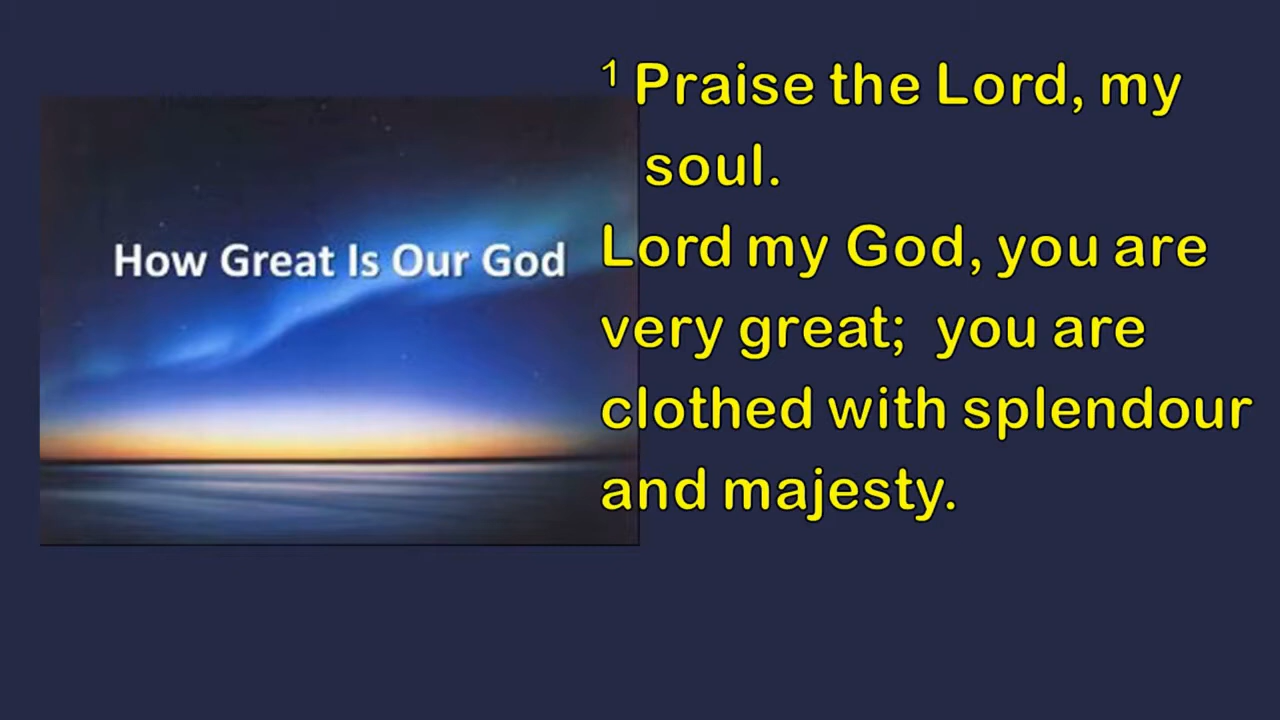 How Great Is Our God
¹ Praise the Lord, my
soul.
Lord my God, you are
very great;  you are
clothed with splendour
and majesty.